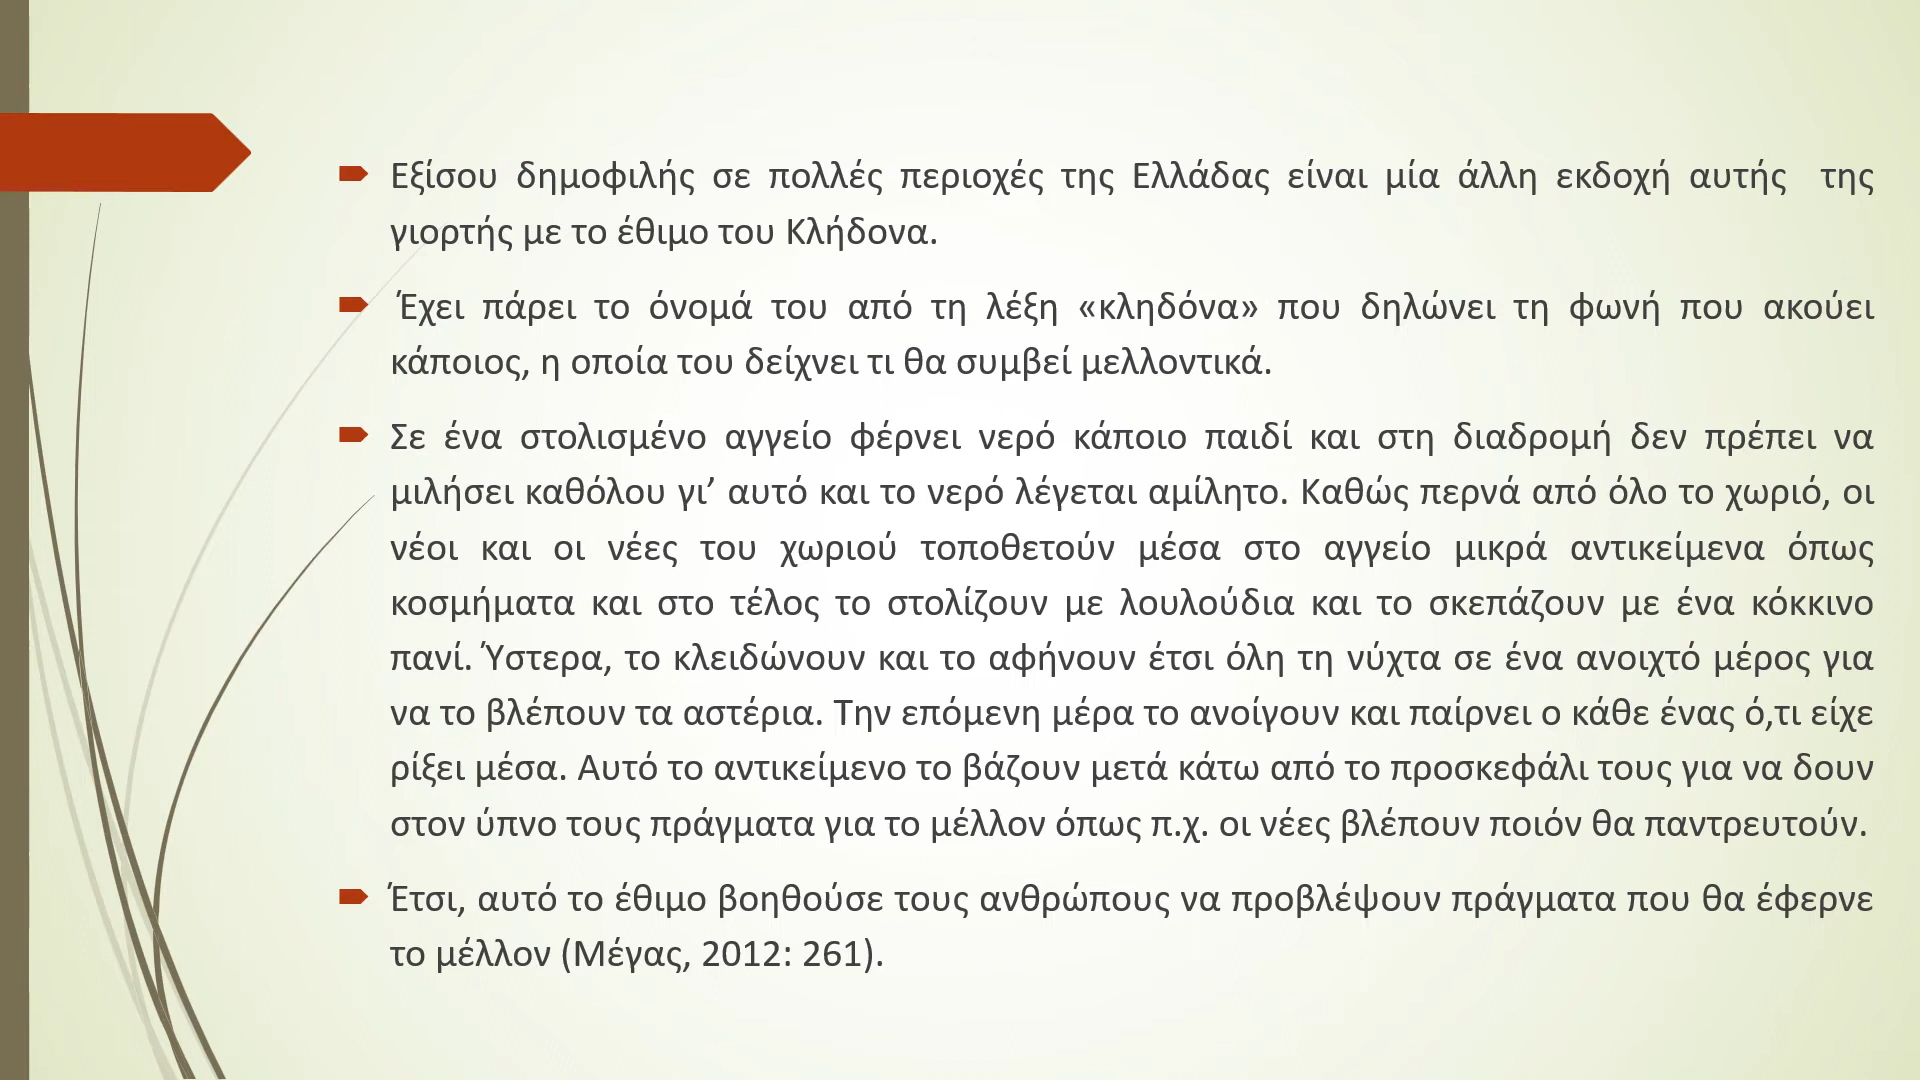 Εξίσου δημοφιλής σε πολλές περιοχές της Ελλάδας είναι μία άλλη εκδοχή αυτής της
γιορτής με το έθιμο του Κλήδονα.
Έχει πάρει το όνομά του από τη λέξη «κληδόνα» που δηλώνει τη φωνή που ακούει
κάποιος, η οποία του δείχνει τι θα συμβεί μελλοντικά.
Σε ένα στολισμένο αγγείο φέρνει νερό κάποιο παιδί και στη διαδρομή δεν πρέπει να
μιλήσει καθόλου γι’ αυτό και το νερό λέγεται αμίλητο. Καθώς περνά από όλο το χωριό, οι
νέοι και οι νέες του χωριού τοποθετούν μέσα στο αγγείο μικρά αντικείμενα όπως
κοσμήματα και στο τέλος το στολίζουν με λουλούδια και το σκεπάζουν με ένα κόκκινο
πανί. Ύστερα, το κλειδώνουν και το αφήνουν έτσι όλη τη νύχτα σε ένα ανοιχτό μέρος για
να το βλέπουν τα αστέρια. Την επόμενη μέρα το ανοίγουν και παίρνει ο κάθε ένας ό,τι είχε
ρίξει μέσα. Αυτό το αντικείμενο το βάζουν μετά κάτω από το προσκεφάλι τους για να δουν
στον ύπνο τους πράγματα για το μέλλον όπως π.χ. οι νέες βλέπουν ποιόν θα παντρευτούν.
Έτσι, αυτό το έθιμο βοηθούσε τους ανθρώπους να προβλέψουν πράγματα που θα έφερνε
το μέλλον (Μέγας, 2012: 261).